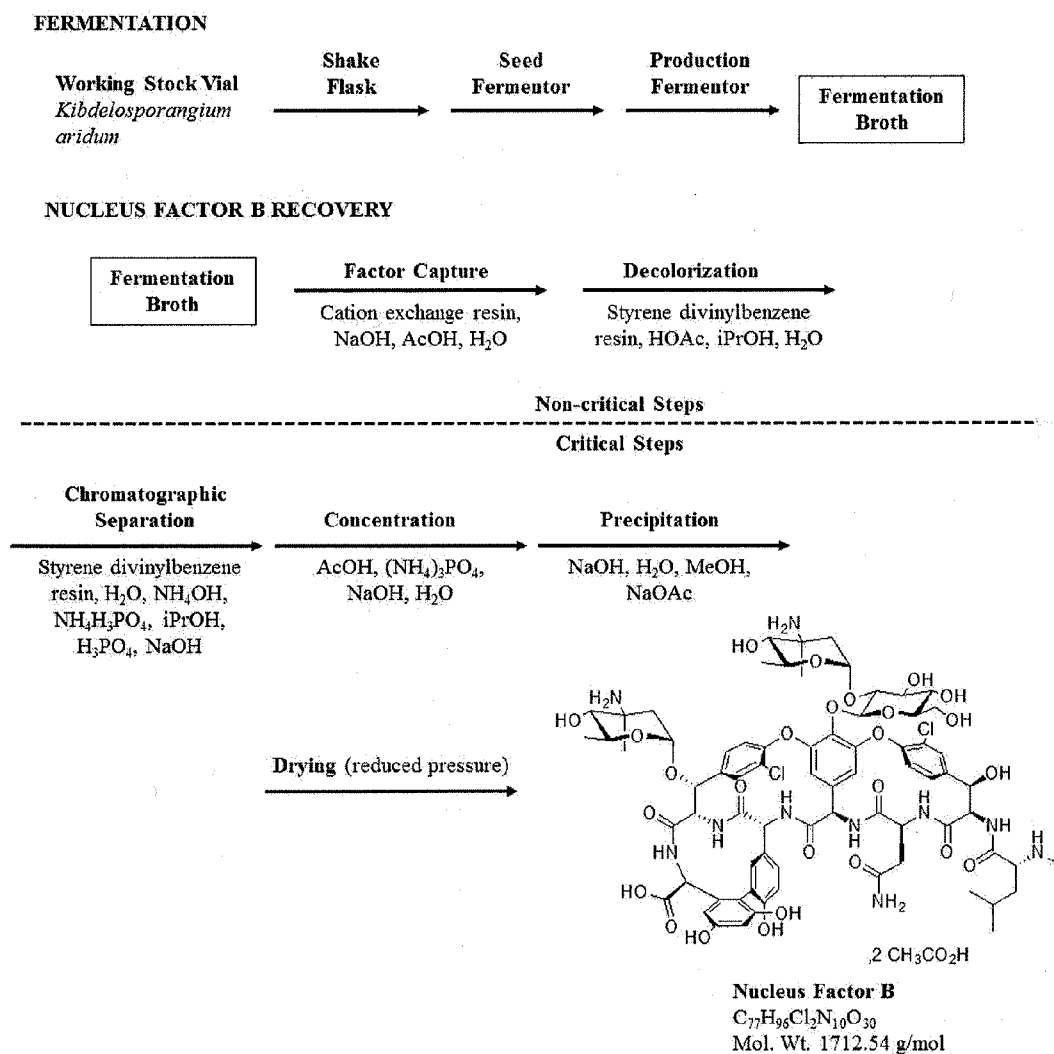 FERMENTATION
Working Stock Vial
Kibdelosporangium
aridum
Shake
Flask
Seed
Fermentor
Production
Fermentor
Fermentation
Broth
NUCLEUS FACTOR B RECOVERY
Fermentation
Broth
Factor Capture
Cation exchange resin,
NaOH, AcOH, H₂O
Decolorization
Styrene divinylbenzene
resin, HOAc, iPrOH, H₂O
Non-critical Steps
Critical Steps
Chromatographic
Separation
Styrene divinylbenzene
resin, H₂O, NH₄OH,
NH₄H₃PO₄, iPrOH,
H₃PO₄, NaOH
Concentration
AcOH, (NH₄)₃PO₄,
NaOH, H₂O
Precipitation
NaOH, H₂O, MeOH,
NaOAc
Drying (reduced pressure)
H₂N
HO
O
O
OH
OH
OH
O
O
O
H₂N
HO
O
O
O
O
O
Cl
Cl
OH
O
O
H
N
O
H
N
O
N
H
O
O
H
N
O
N
H
O
HN
O
H
N
HO
O
O
NH₂
HO
OH
OH
,2 CH₃CO₂H
Nucleus Factor B
C₇₇H₉₆Cl₂N₁₀O₃₀
Mol. Wt. 1712.54 g/mol